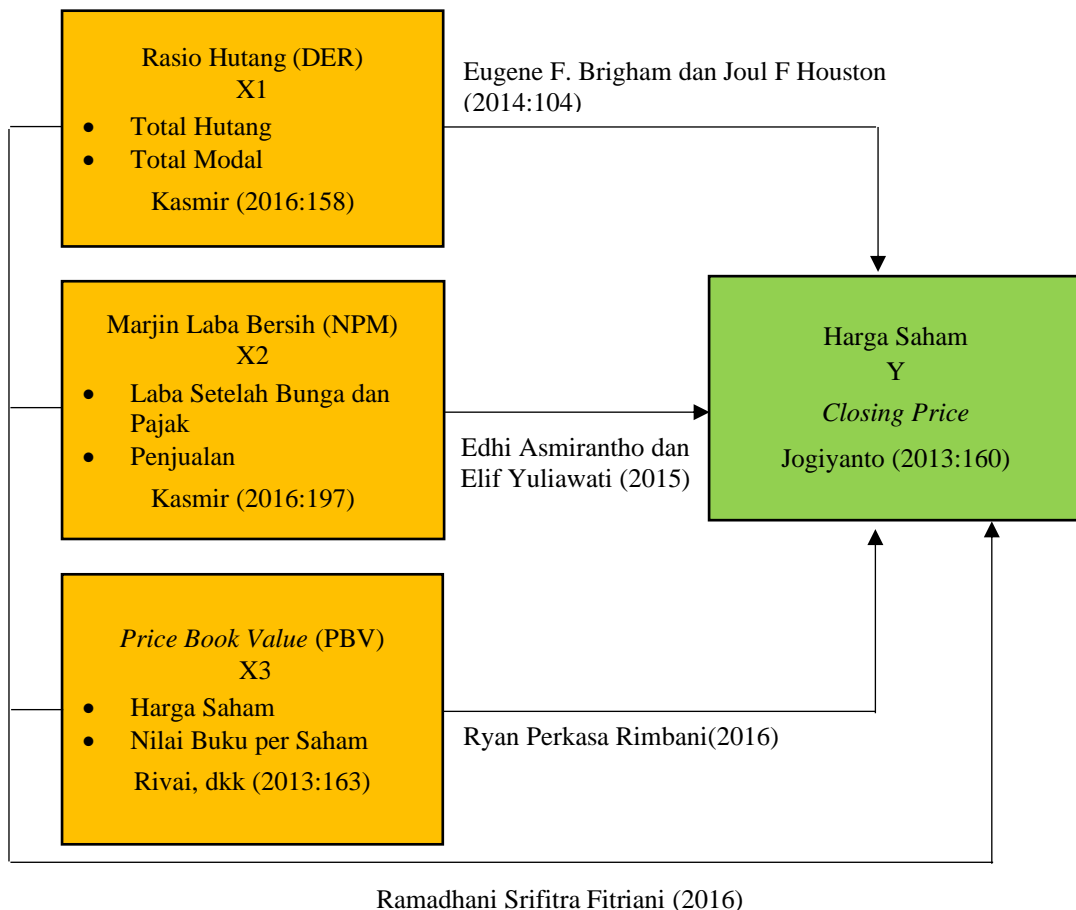 Rasio Hutang (DER)
X1
• Total Hutang
• Total Modal
Kasmir (2016:158)
Eugene F. Brigham dan Joul F Houston
(2014:104)
Marjin Laba Bersih (NPM)
X2
• Laba Setelah Bunga dan
Pajak
• Penjualan
Kasmir (2016:197)
Edhi Asmirantho dan
Elif Yuliawati (2015)
Harga Saham
Y
Closing Price
Jogiyanto (2013:160)
Price Book Value (PBV)
X3
• Harga Saham
• Nilai Buku per Saham
Rivai, dkk (2013:163)
Ryan Perkasa Rimbani(2016)
Ramadhani Srifitra Fitriani (2016)